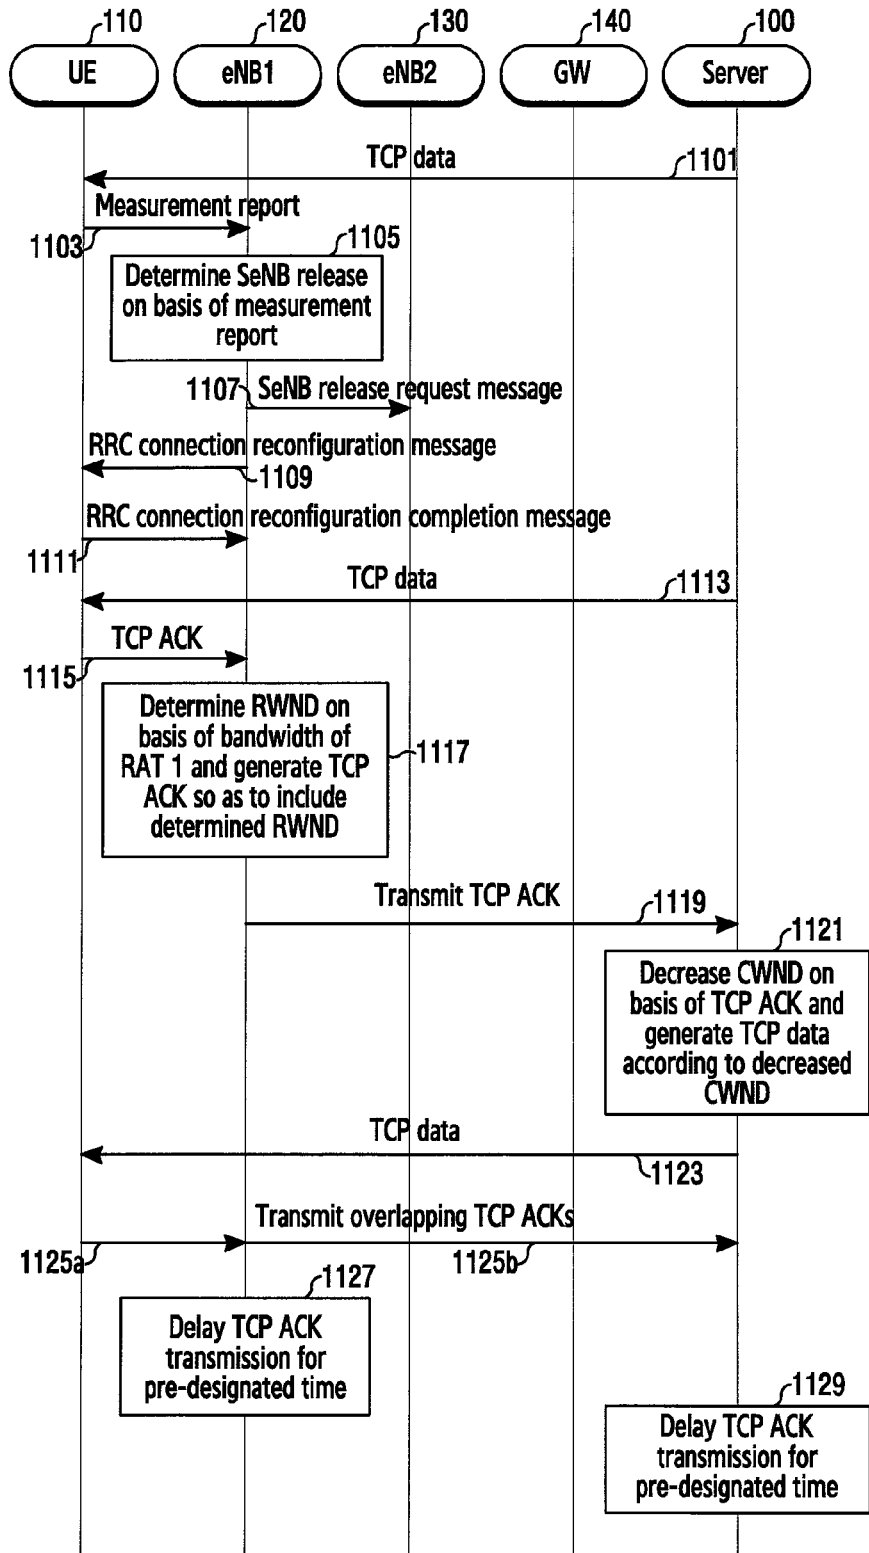 110
120
130
140
100
UE
eNB1
eNB2
GW
Server
TCP data
1101
Measurement report
1103
1105
Determine SeNB release
on basis of measurement
report
1107
SeNB release request message
RRC connection reconfiguration message
1109
RRC connection reconfiguration completion message
1111
TCP data
1113
TCP ACK
1115
Determine RWND on
basis of bandwidth of
RAT 1 and generate TCP
ACK so as to include
determined RWND
1117
Transmit TCP ACK
1119
1121
Decrease CWND on
basis of TCP ACK and
generate TCP data
according to decreased
CWND
TCP data
1123
Transmit overlapping TCP ACKs
1125a
1125b
1127
Delay TCP ACK
transmission for
pre-designated time
1129
Delay TCP ACK
transmission for
pre-designated time